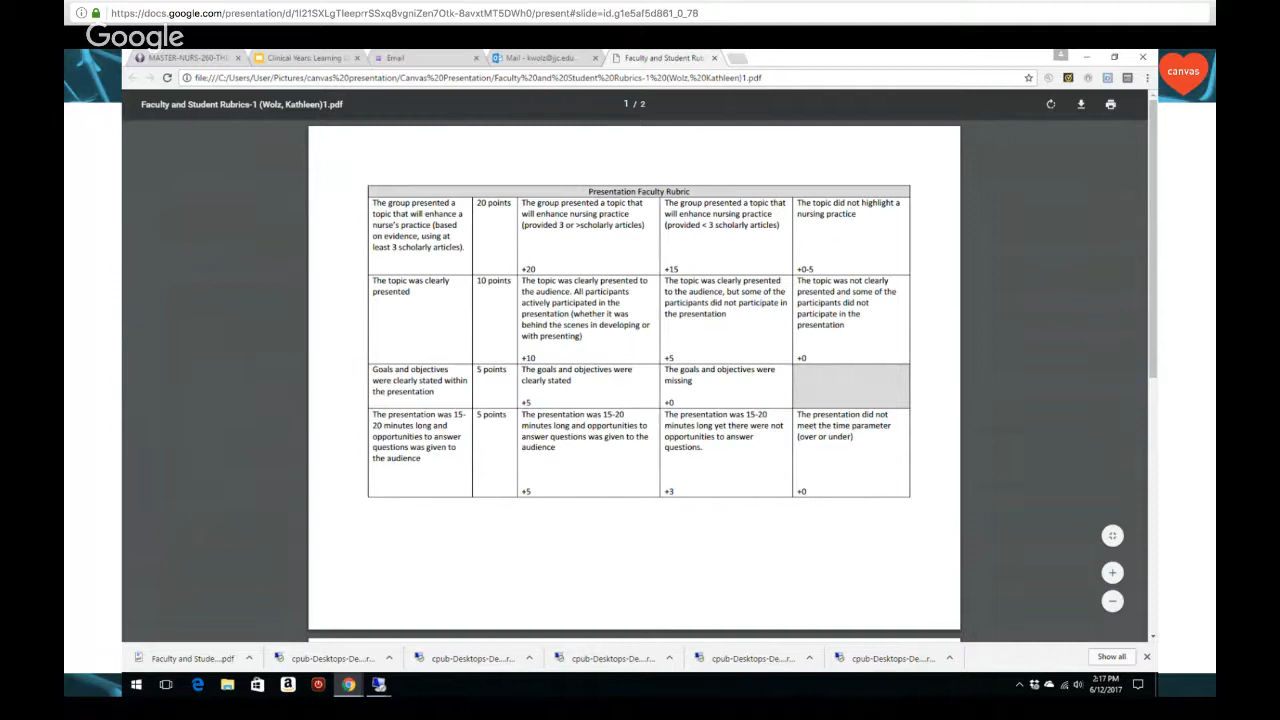 https://docs.google.com/presentation/d/1l21SXLgTleeprrSSxq8vgniZen7Otk-8avxtMT5DWh0/present#slide=id.g1e5af5d861_0_78
Google
MASTER-NURS-260-TH
Clinical Years: Learning
Email
Mail - kwolz@jjc.edu
Faculty and Student Rub
canvas
file:///C:/Users/User/Pictures/canvas%20presentation/Canvas%20Presentation/Faculty%20and%20Student%20Rubrics-1%20(Wolz,%20Kathleen)1.pdf
Faculty and Student Rubrics-1 (Wolz, Kathleen)1.pdf
1 / 2
Presentation Faculty Rubric
The group presented a
topic that will enhance a
nurse's practice (based
on evidence, using at
least 3 scholarly articles).
20 points
The group presented a topic that
will enhance nursing practice
(provided 3 or >scholarly articles)
+20
The group presented a topic that
will enhance nursing practice
(provided < 3 scholarly articles)
+15
The topic did not highlight a
nursing practice
+0-5
The topic was clearly
presented
10 points
The topic was clearly presented to
the audience. All participants
actively participated in the
presentation (whether it was
behind the scenes in developing or
with presenting)
+10
The topic was clearly presented
to the audience, but some of the
participants did not participate in
the presentation
+5
The topic was not clearly
presented and some of the
participants did not
participate in the
presentation
+0
Goals and objectives
were clearly stated within
the presentation
5 points
The goals and objectives were
clearly stated
+5
The goals and objectives were
missing
+0
The presentation was 15-
20 minutes long and
opportunities to answer
questions was given to
the audience
5 points
The presentation was 15-20
minutes long and opportunities to
answer questions was given to the
audience
+5
The presentation was 15-20
minutes long yet there were not
opportunities to answer
questions.
+3
The presentation did not
meet the time parameter
(over or under)
+0
Faculty and Stude....pdf
cpub-Desktops-De...r...
cpub-Desktops-De...r...
cpub-Desktops-De...r...
cpub-Desktops-De...r...
cpub-Desktops-De...r...
Show all
2:17 PM
6/12/2017